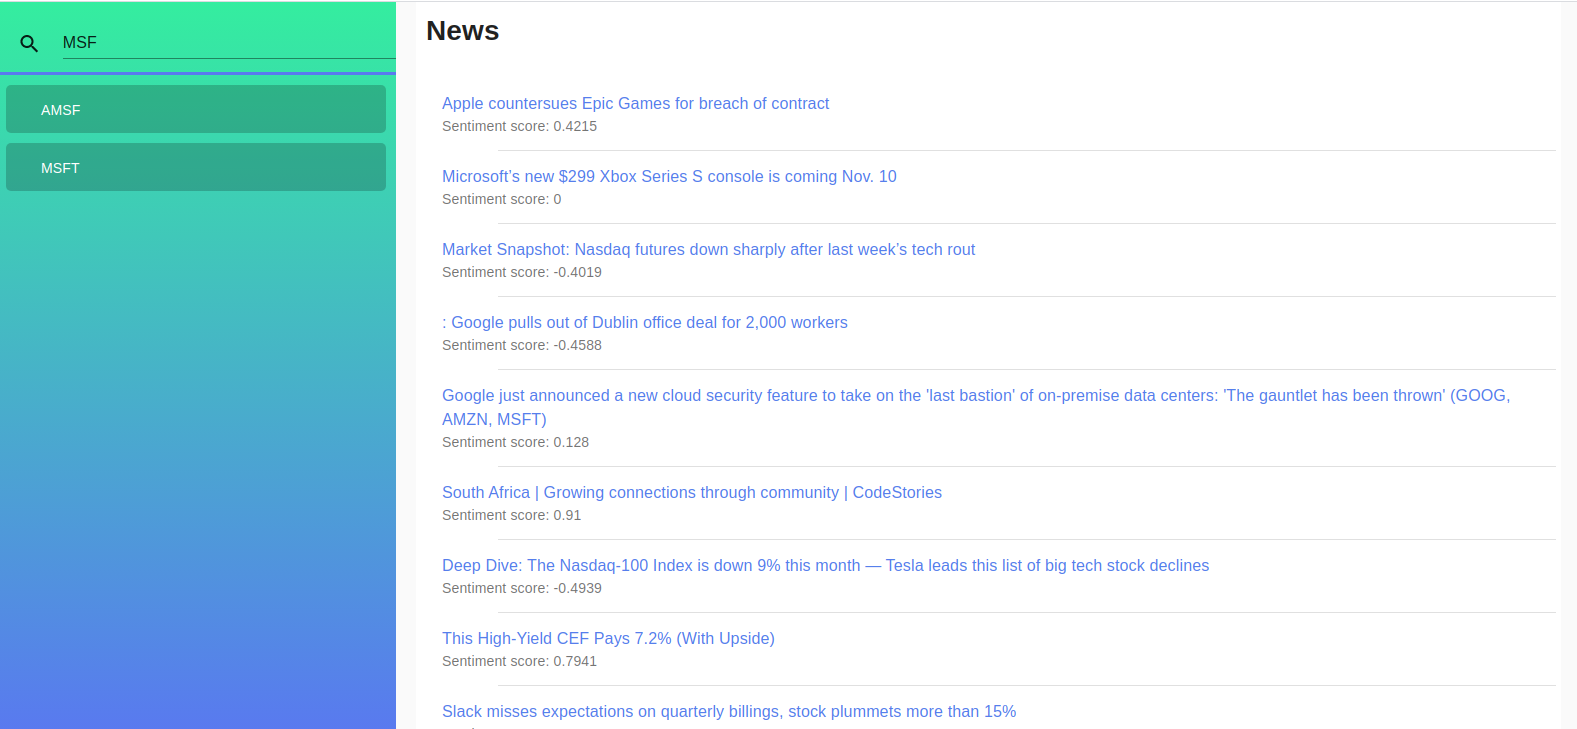 MSF
AMSF
MSFT
News
Apple countersues Epic Games for breach of contract
Sentiment score: 0.4215
Microsoft’s new $299 Xbox Series S console is coming Nov. 10
Sentiment score: 0
Market Snapshot: Nasdaq futures down sharply after last week’s tech rout
Sentiment score: -0.4019
: Google pulls out of Dublin office deal for 2,000 workers
Sentiment score: -0.4588
Google just announced a new cloud security feature to take on the 'last bastion' of on-premise data centers: 'The gauntlet has been thrown' (GOOG,
AMZN, MSFT)
Sentiment score: 0.128
South Africa | Growing connections through community | CodeStories
Sentiment score: 0.91
Deep Dive: The Nasdaq-100 Index is down 9% this month — Tesla leads this list of big tech stock declines
Sentiment score: -0.4939
This High-Yield CEF Pays 7.2% (With Upside)
Sentiment score: 0.7941
Slack misses expectations on quarterly billings, stock plummets more than 15%